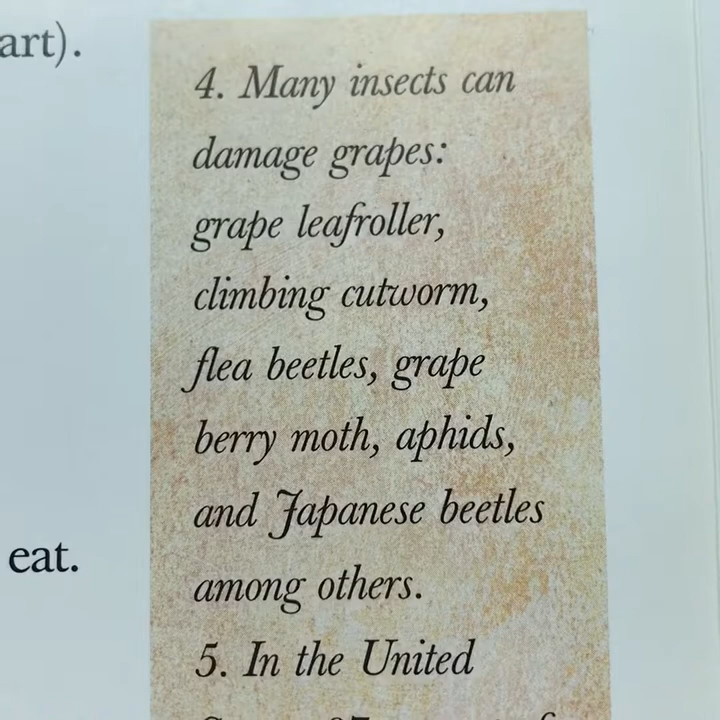 art).
4. Many insects can
damage grapes:
grape leafroller,
climbing cutworm,
flea beetles, grape
berry moth, aphids,
and Japanese beetles
eat.
among others.
5. In the United